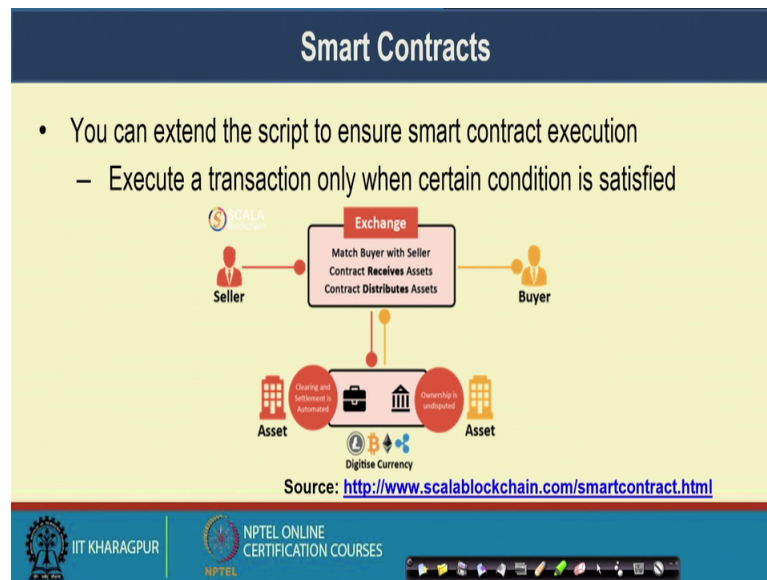 Smart Contracts
• You can extend the script to ensure smart contract execution
– Execute a transaction only when certain condition is satisfied
SCALA
blockchain
Exchange
Match Buyer with Seller
Contract Receives Assets
Contract Distributes Assets
Seller
Buyer
Clearing and
Settlement is
Automated
Ownership is
undisputed
Asset
Asset
Digitise Currency
Source: http://www.scalablockchain.com/smartcontract.html
IIT KHARAGPUR
NPTEL
NPTEL ONLINE
CERTIFICATION COURSES